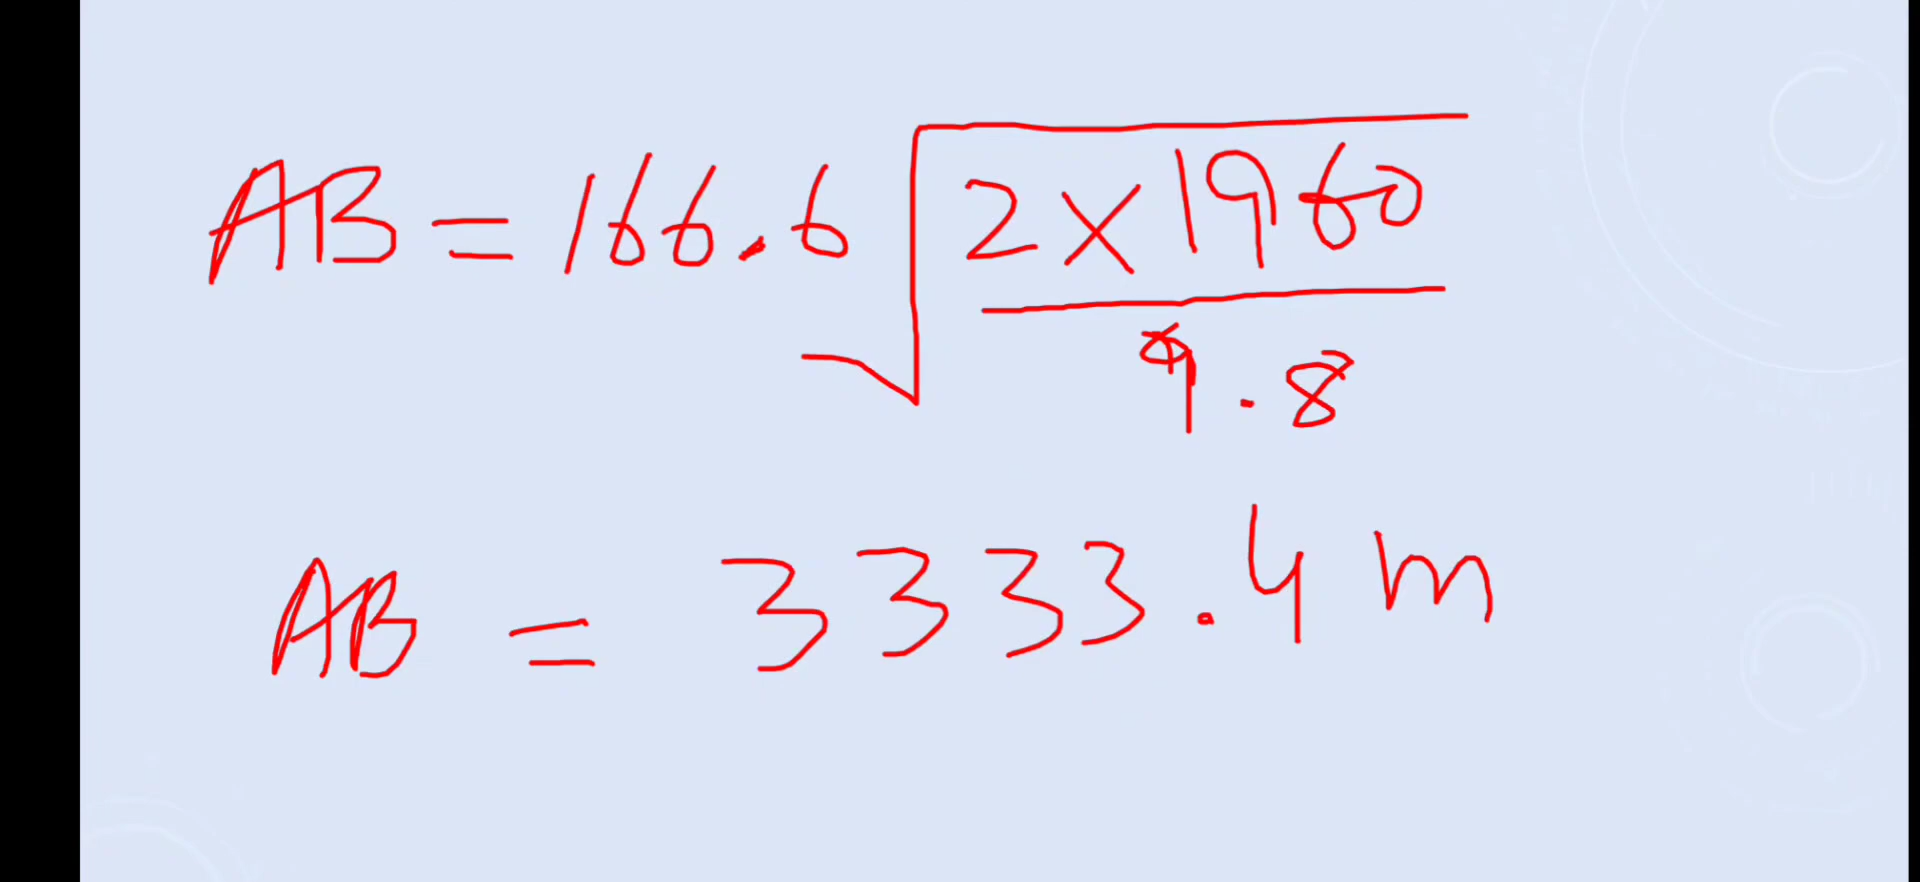 AB = 166.6 √(2 × 1960 / 9.8)
AB = 3333.4 m